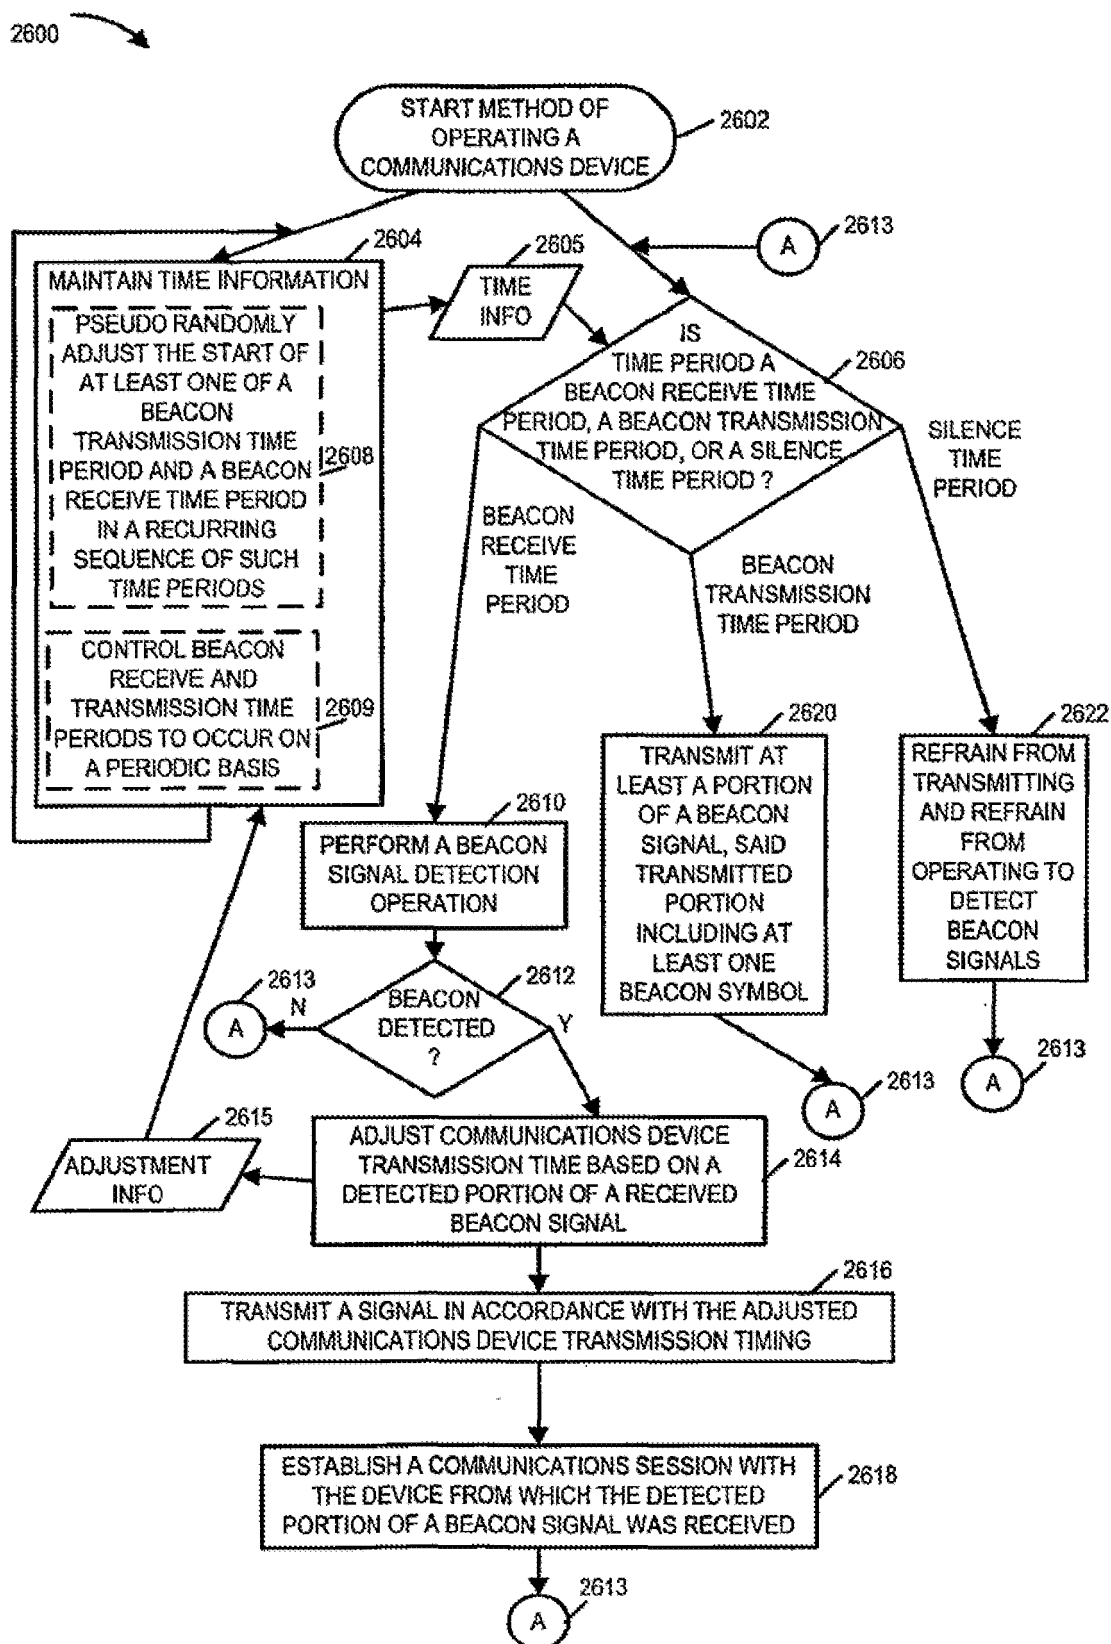 2600
START METHOD OF
OPERATING A
COMMUNICATIONS DEVICE
2602
A
2613
2604
MAINTAIN TIME INFORMATION
PSEUDO RANDOMLY
ADJUST THE START OF
AT LEAST ONE OF A
BEACON
TRANSMISSION TIME
PERIOD AND A BEACON
RECEIVE TIME PERIOD
IN A RECURRING
SEQUENCE OF SUCH
TIME PERIODS
2608
CONTROL BEACON
RECEIVE AND
TRANSMISSION TIME
PERIODS TO OCCUR ON
A PERIODIC BASIS
2609
2605
TIME
INFO
IS
TIME PERIOD A
BEACON RECEIVE TIME
PERIOD, A BEACON TRANSMISSION
TIME PERIOD, OR A SILENCE
TIME PERIOD ?
2606
BEACON
RECEIVE
TIME
PERIOD
BEACON
TRANSMISSION
TIME PERIOD
SILENCE
TIME
PERIOD
2610
PERFORM A BEACON
SIGNAL DETECTION
OPERATION
2620
TRANSMIT AT
LEAST A PORTION
OF A BEACON
SIGNAL, SAID
TRANSMITTED
PORTION
INCLUDING AT
LEAST ONE
BEACON SYMBOL
2622
REFRAIN FROM
TRANSMITTING
AND REFRAIN
FROM
OPERATING TO
DETECT
BEACON
SIGNALS
2612
BEACON
DETECTED
?
N
Y
2613
A
A
2613
A
2613
2615
ADJUSTMENT
INFO
ADJUST COMMUNICATIONS DEVICE
TRANSMISSION TIME BASED ON A
DETECTED PORTION OF A RECEIVED
BEACON SIGNAL
2614
2616
TRANSMIT A SIGNAL IN ACCORDANCE WITH THE ADJUSTED
COMMUNICATIONS DEVICE TRANSMISSION TIMING
ESTABLISH A COMMUNICATIONS SESSION WITH
THE DEVICE FROM WHICH THE DETECTED
PORTION OF A BEACON SIGNAL WAS RECEIVED
2618
A
2613